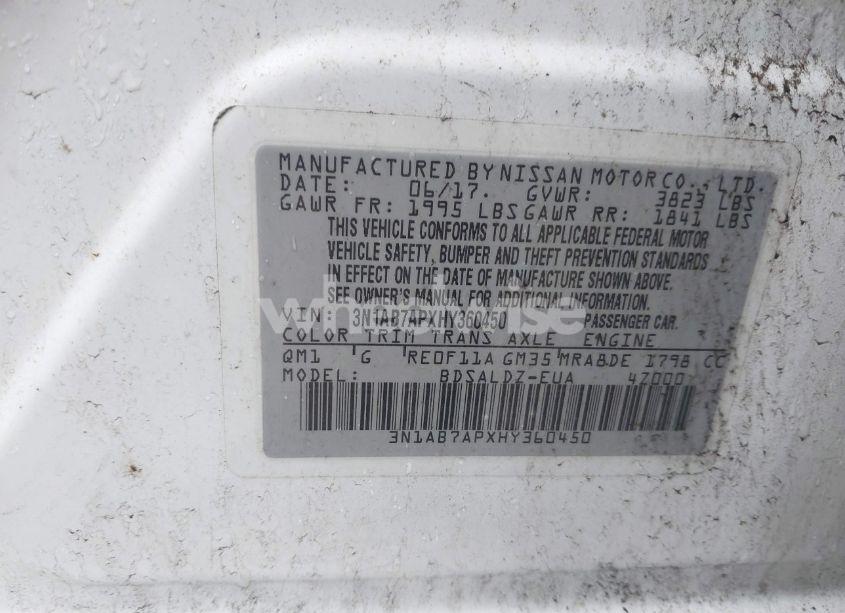 MANUFACTURED BY NISSAN MOTOR CO., LTD.
DATE: 06/17. GVWR: 3823 LBS
GAWR FR: 1995 LBS GAWR RR: 1841 LBS
THIS VEHICLE CONFORMS TO ALL APPLICABLE FEDERAL MOTOR
VEHICLE SAFETY, BUMPER AND THEFT PREVENTION STANDARDS
IN EFFECT ON THE DATE OF MANUFACTURE SHOWN ABOVE.
SEE OWNER'S MANUAL FOR ADDITIONAL INFORMATION.
VIN: 3N1AB7APXHY360450 PASSENGER CAR.
COLOR TRIM TRANS AXLE ENGINE
QM1 G RE0F11A GM35 MRA8DE 1798 CC
MODEL: BDSALDZ-EUA 4Z000
3N1AB7APXHY360450